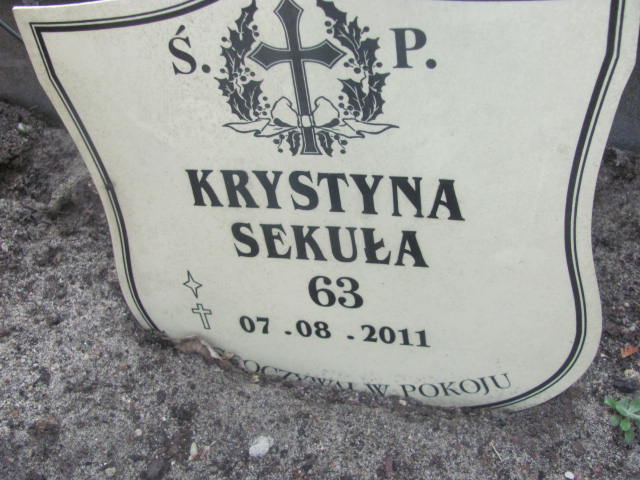 Ś. P.
KRYSTYNA
SEKUŁA
63
07.08.2011
W POKOJU